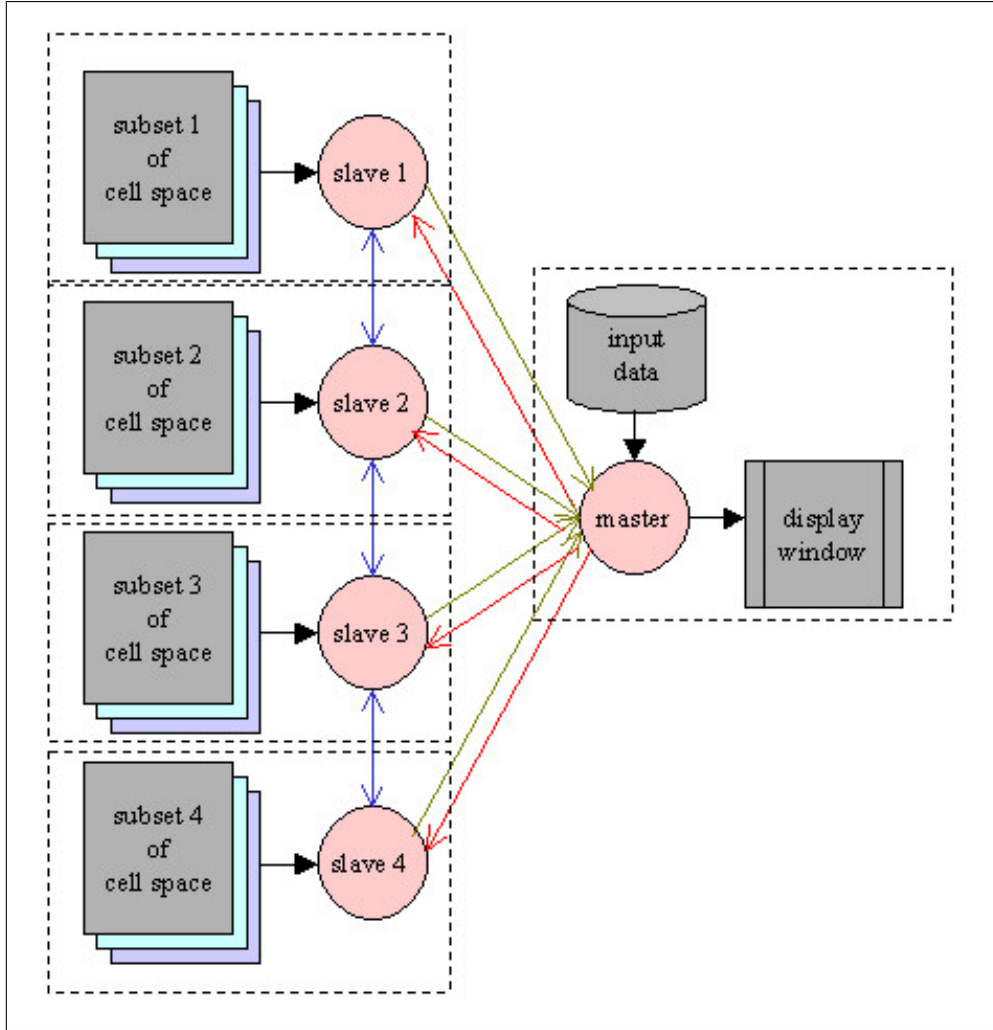 subset 1
of
cell space
slave 1
subset 2
of
cell space
slave 2
input
data
master
display
window
subset 3
of
cell space
slave 3
subset 4
of
cell space
slave 4